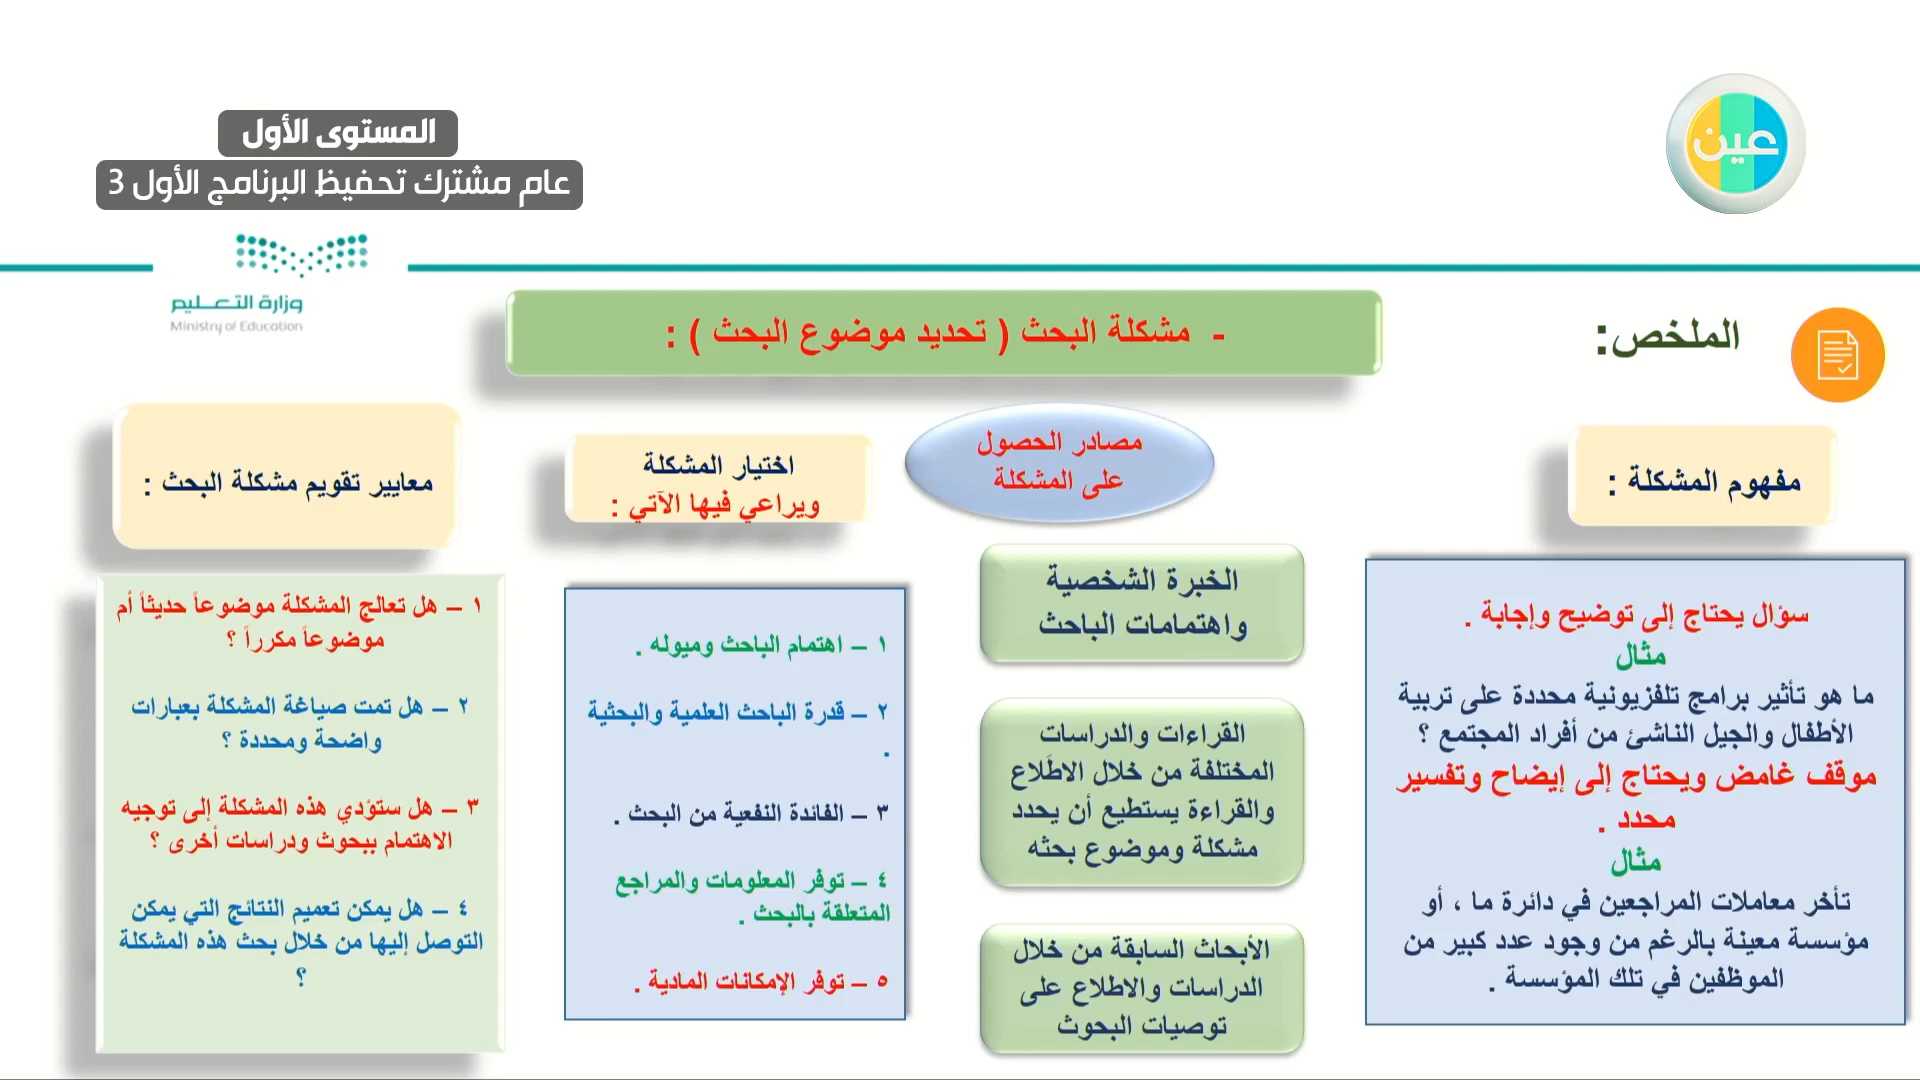 المستوى الأول
عام مشترك تحفيظ البرنامج الأول 3
عين
وزارة التعليم
Ministry of Education
الملخص:
- مشكلة البحث ( تحديد موضوع البحث ) :
مفهوم المشكلة :
سؤال يحتاج إلى توضيح وإجابة .
مثال
ما هو تأثير برامج تلفزيونية محددة على تربية
الأطفال والجيل الناشئ من أفراد المجتمع ؟
موقف غامض ويحتاج إلى إيضاح وتفسير
محدد .
مثال
تأخر معاملات المراجعين في دائرة ما ، أو
مؤسسة معينة بالرغم من وجود عدد كبير من
الموظفين في تلك المؤسسة .
مصادر الحصول
على المشكلة
الخبرة الشخصية
واهتمامات الباحث
القراءات والدراسات
المختلفة من خلال الاطَلاع
والقراءة يستطيع أن يحدد
مشكلة وموضوع بحثه
الأبحاث السابقة من خلال
الدراسات والاطلاع على
توصيات البحوث
اختيار المشكلة
ويراعي فيها الآتي :
١ – اهتمام الباحث وميوله .
٢ – قدرة الباحث العلمية والبحثية
.
٣ – الفائدة النفعية من البحث .
٤ – توفر المعلومات والمراجع
المتعلقة بالبحث .
٥ – توفر الإمكانات المادية .
معايير تقويم مشكلة البحث :
١ – هل تعالج المشكلة موضوعاً حديثاً أم
موضوعاً مكرراً ؟
٢ – هل تمت صياغة المشكلة بعبارات
واضحة ومحددة ؟
٣ – هل ستؤدي هذه المشكلة إلى توجيه
الاهتمام ببحوث ودراسات أخرى ؟
٤ – هل يمكن تعميم النتائج التي يمكن
التوصل إليها من خلال بحث هذه المشكلة
؟